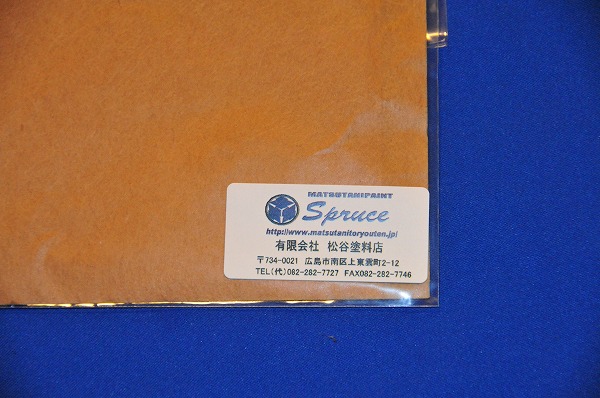 MATSUTANIPAINT
Spruce
http://www.matsutanitoryouten.jp/
有限会社 松谷塗料店
〒734-0021 広島市南区上東雲町2-12
TEL(代)082-282-7727 FAX082-282-7746